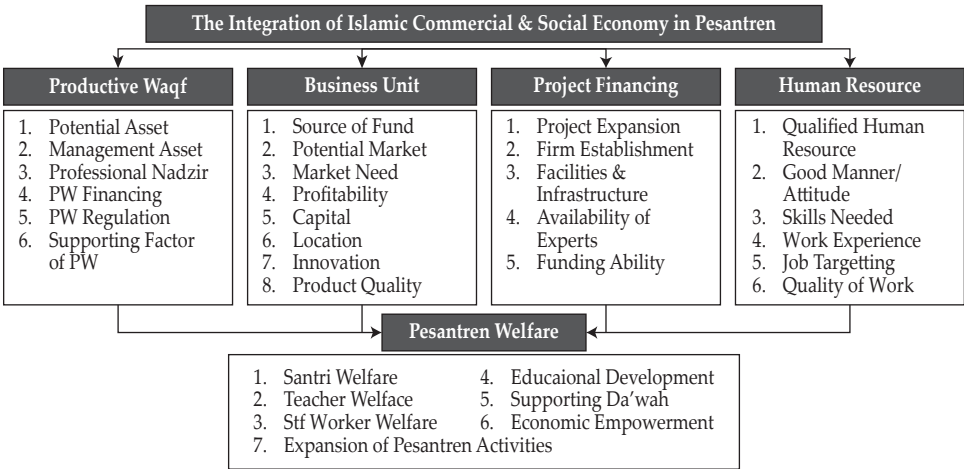 The Integration of Islamic Commercial & Social Economy in Pesantren
Productive Waqf
1. Potential Asset
2. Management Asset
3. Professional Nadzir
4. PW Financing
5. PW Regulation
6. Supporting Factor
of PW
Business Unit
1. Source of Fund
2. Potential Market
3. Market Need
4. Profitability
5. Capital
6. Location
7. Innovation
8. Product Quality
Project Financing
1. Project Expansion
2. Firm Establishment
3. Facilities &
Infrastructure
4. Availability of
Experts
5. Funding Ability
Human Resource
1. Qualified Human
Resource
2. Good Manner/
Attitude
3. Skills Needed
4. Work Experience
5. Job Targetting
6. Quality of Work
Pesantren Welfare
1. Santri Welfare
2. Teacher Welface
3. Stf Worker Welfare
4. Educaional Development
5. Supporting Da'wah
6. Economic Empowerment
7. Expansion of Pesantren Activities